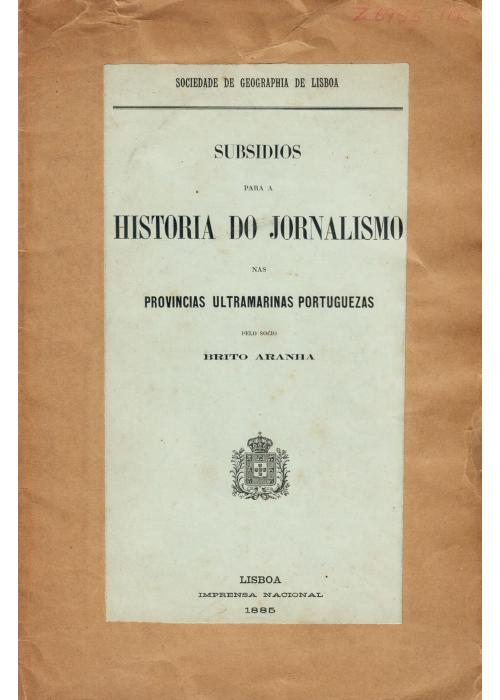 SOCIEDADE DE GEOGRAPHIA DE LISBOA
SUBSIDIOS
PARA A
HISTORIA DO JORNALISMO
NAS
PROVINCIAS ULTRAMARINAS PORTUGUEZAS
PELO SOCIO
BRITO ARANHA
LISBOA
IMPRENSA NACIONAL
1885